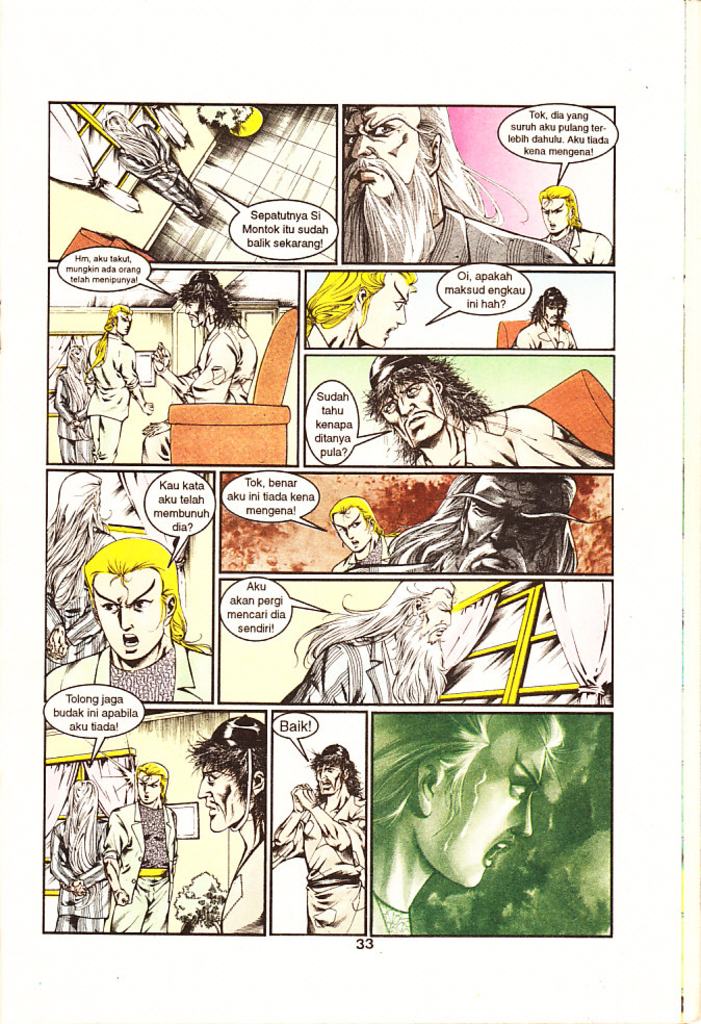 Sepatutnya Si
Montok itu sudah
balik sekarang!
Tok, dia yang
suruh aku pulang ter-
lebih dahulu. Aku tiada
kena mengena!
Hm, aku takut,
mungkin ada orang
telah menipunya!
Oi, apakah
maksud engkau
ini hah?
Sudah
tahu
kenapa
ditanya
pula?
Kau kata
aku telah
membunuh
dia?
Tok, benar
aku ini tiada kena
mengena!
Aku
akan pergi
mencari dia
sendiri!
Tolong jaga
budak ini apabila
aku tiada!
Baik!
33